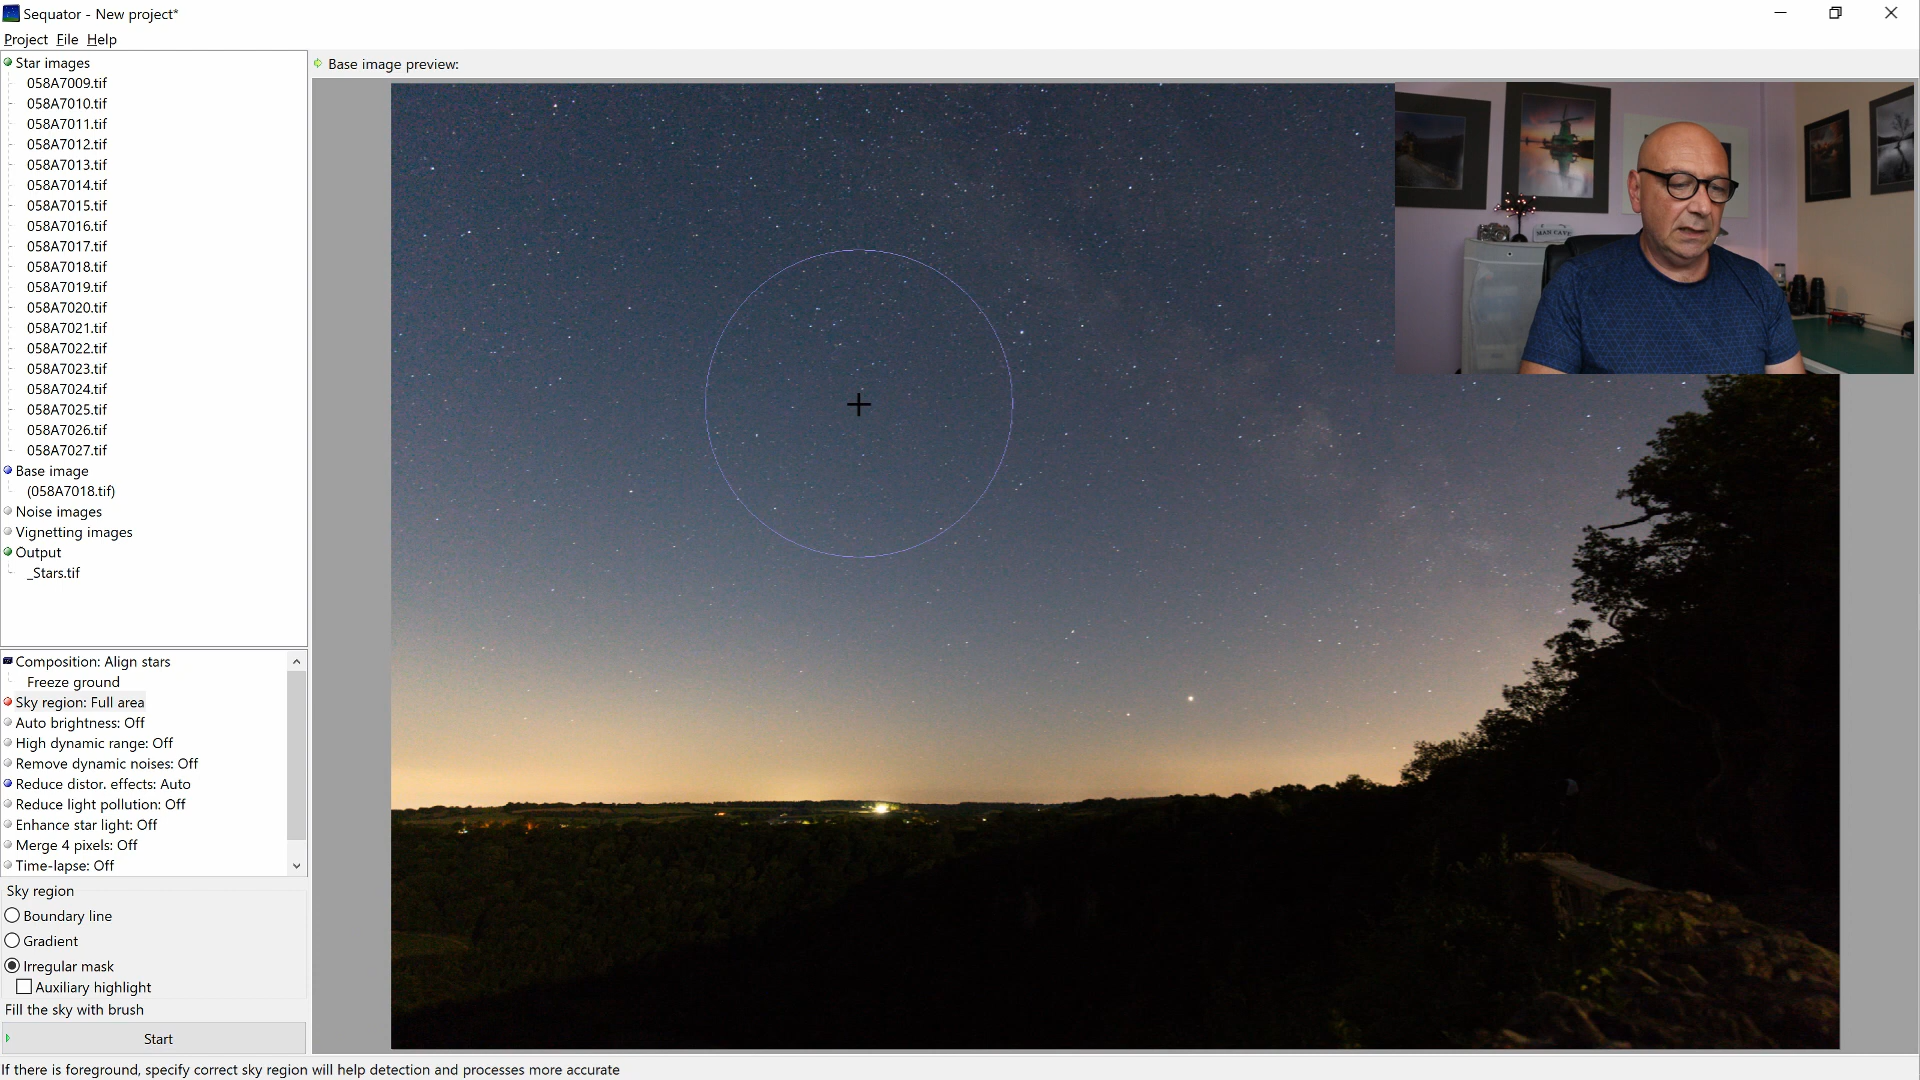 Sequator - New project*
Project File Help
Star images
058A7009.tif
058A7010.tif
058A7011.tif
058A7012.tif
058A7013.tif
058A7014.tif
058A7015.tif
058A7016.tif
058A7017.tif
058A7018.tif
058A7019.tif
058A7020.tif
058A7021.tif
058A7022.tif
058A7023.tif
058A7024.tif
058A7025.tif
058A7026.tif
058A7027.tif
Base image
(058A7018.tif)
Noise images
Vignetting images
Output
_Stars.tif
Base image preview:
MAN CAVE
Composition: Align stars
Freeze ground
Sky region: Full area
Auto brightness: Off
High dynamic range: Off
Remove dynamic noises: Off
Reduce distor. effects: Auto
Reduce light pollution: Off
Enhance star light: Off
Merge 4 pixels: Off
Time-lapse: Off
Sky region
Boundary line
Gradient
Irregular mask
Auxiliary highlight
Fill the sky with brush
Start
If there is foreground, specify correct sky region will help detection and processes more accurate